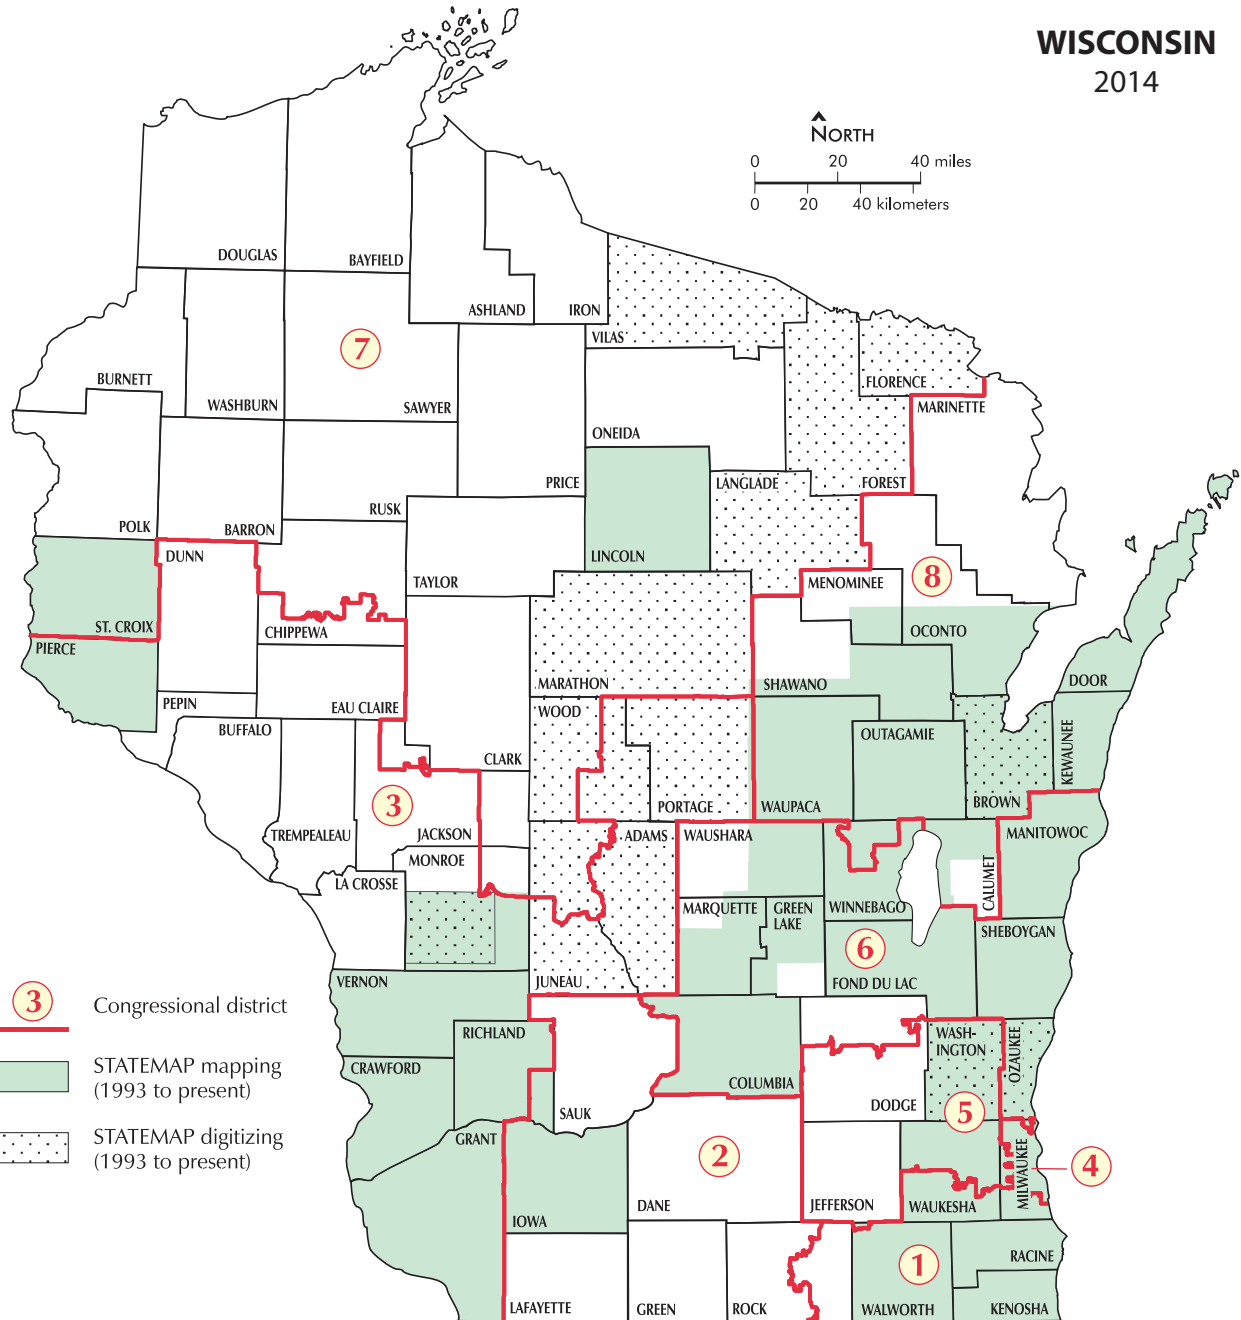 WISCONSIN
2014
NORTH
0 20 40 miles
0 20 40 kilometers
DOUGLAS
BAYFIELD
ASHLAND
IRON
VILAS
7
FLORENCE
BURNETT
WASHBURN
SAWYER
MARINETTE
ONEIDA
PRICE
LANGLADE
FOREST
RUSK
POLK
BARRON
LINCOLN
DUNN
TAYLOR
MENOMINEE
8
ST. CROIX
CHIPPEWA
OCONTO
PIERCE
MARATHON
SHAWANO
DOOR
PEPIN
EAU CLAIRE
WOOD
BUFFALO
OUTAGAMIE
KEWAUNEE
CLARK
3
PORTAGE
WAUPACA
BROWN
TREMPEALEAU
JACKSON
ADAMS
WAUSHARA
MANITOWOC
MONROE
CALUMET
LA CROSSE
MARQUETTE
GREEN
LAKE
WINNEBAGO
SHEBOYGAN
6
JUNEAU
FOND DU LAC
VERNON
3 Congressional district
RICHLAND
WASH-
INGTON
OZAUKEE
STATEMAP mapping
(1993 to present)
CRAWFORD
COLUMBIA
SAUK
DODGE
5
STATEMAP digitizing
(1993 to present)
GRANT
2
4
MILWAUKEE
IOWA
DANE
JEFFERSON
WAUKESHA
1
RACINE
LAFAYETTE
GREEN
ROCK
WALWORTH
KENOSHA